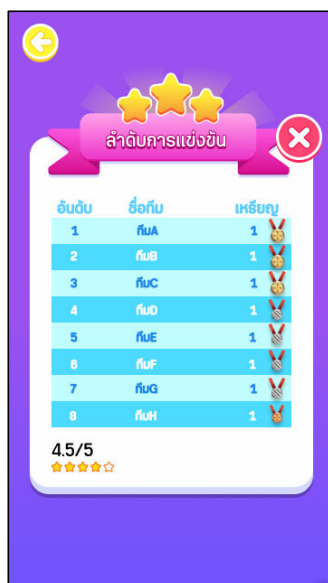 ลำดับการแข่งขัน
อันดับ ชื่อทีม เหรียญ
1 ทีมA 1
2 ทีมB 1
3 ทีมC 1
4 ทีมD 1
5 ทีมE 1
6 ทีมF 1
7 ทีมG 1
8 ทีมH 1
4.5/5